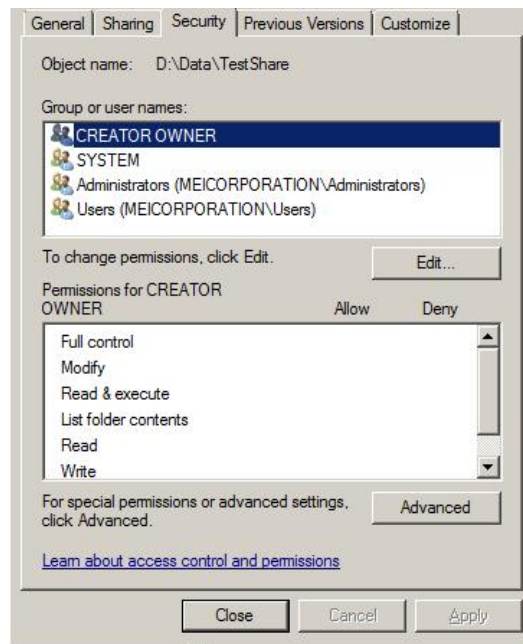 General Sharing Security Previous Versions Customize
Object name: D:\Data\TestShare
Group or user names:
CREATOR OWNER
SYSTEM
Administrators (MEICORPORATION\Administrators)
Users (MEICORPORATION\Users)
To change permissions, click Edit.
Edit...
Permissions for CREATOR
OWNER Allow Deny
Full control
Modify
Read & execute
List folder contents
Read
Write
For special permissions or advanced settings,
click Advanced.
Advanced
Learn about access control and permissions
Close Cancel Apply